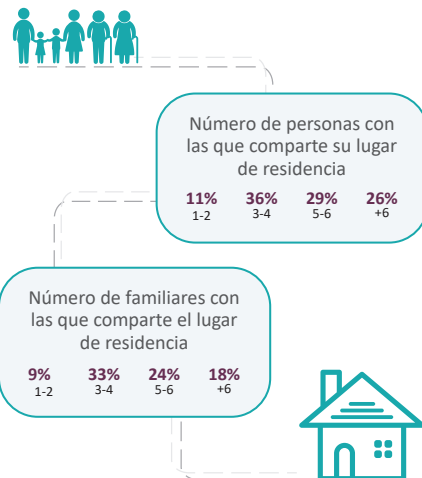 Número de personas con
las que comparte su lugar
de residencia
11% 36% 29% 26%
1-2 3-4 5-6 +6
Número de familiares con
las que comparte el lugar
de residencia
9% 33% 24% 18%
1-2 3-4 5-6 +6